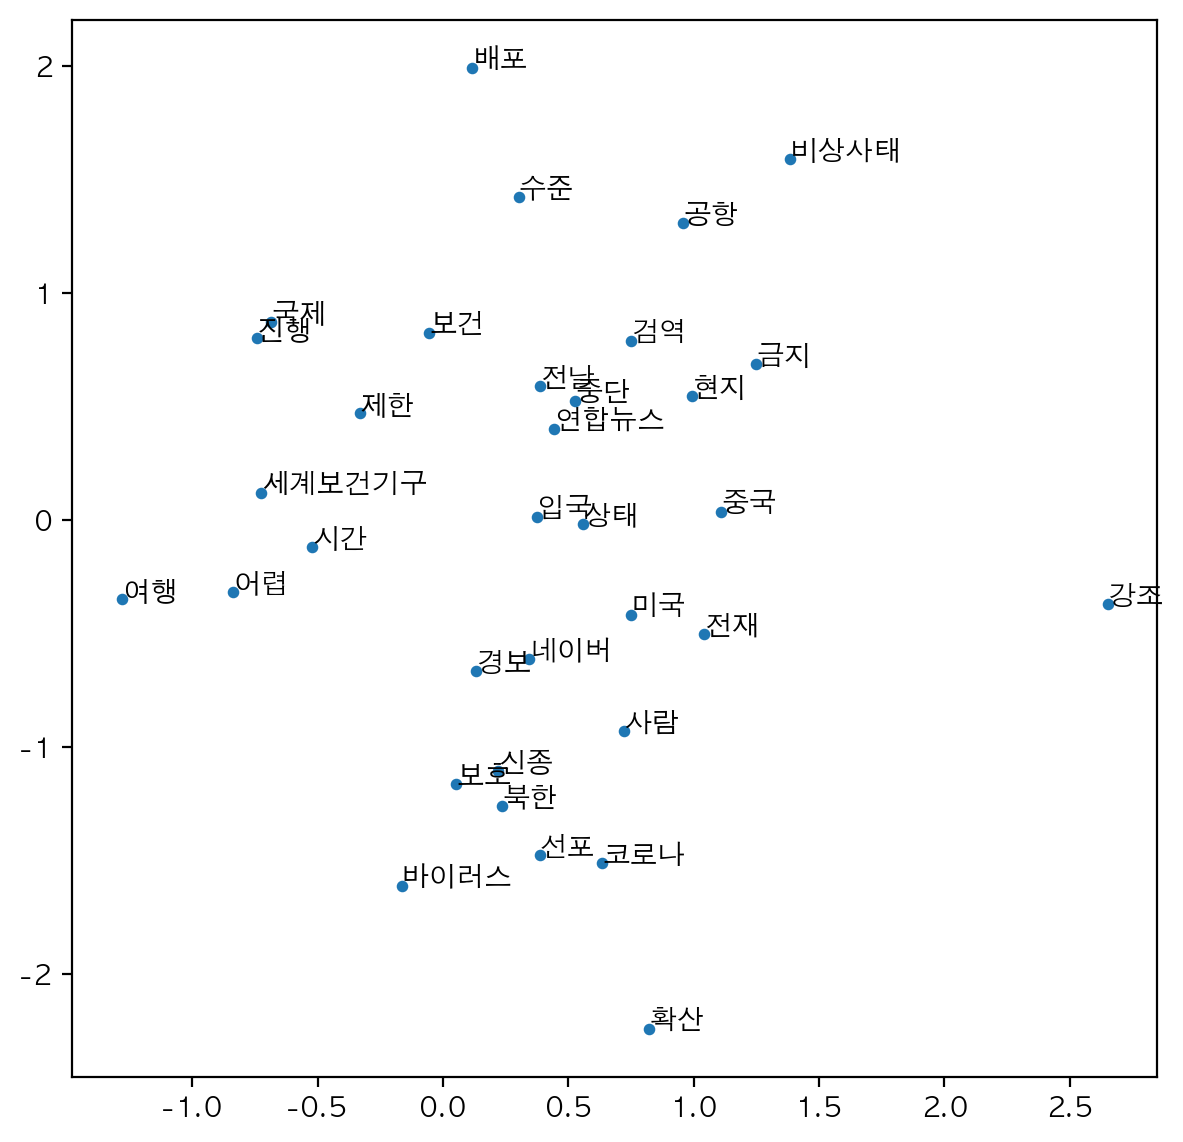 배포
비상사태
수준
공항
국제
진행
보건
검역
금지
전날
중단
현지
제한
연합뉴스
세계보건기구
입국
상태
중국
시간
여행
어렵
미국
강조
전재
경보
네이버
사람
신종
보호
북한
선포
코로나
바이러스
확산
2
1
0
-1
-2
-1.0
-0.5
0.0
0.5
1.0
1.5
2.0
2.5